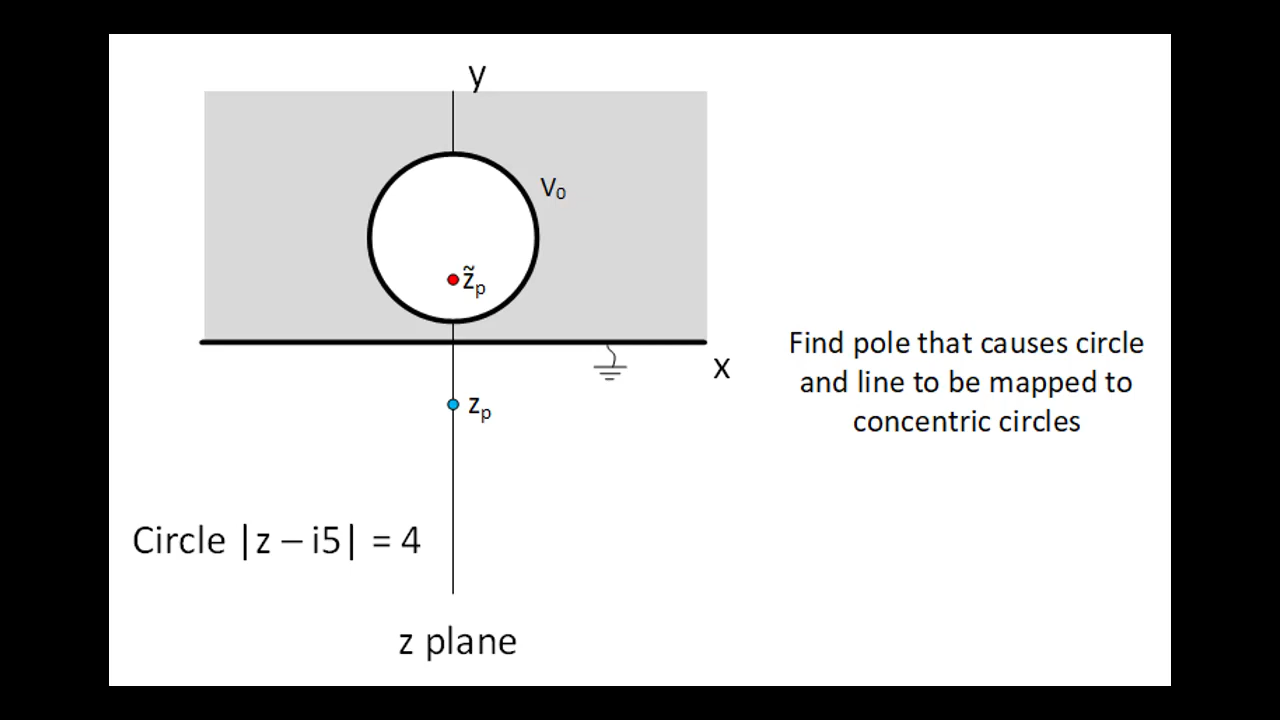 y
V₀
z̃ₚ
x
zₚ
Find pole that causes circle
and line to be mapped to
concentric circles
Circle |z – i5| = 4
z plane